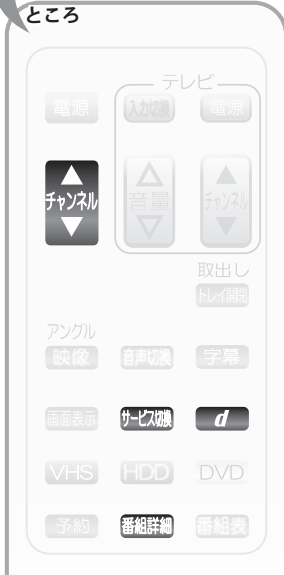 ところ
テレビ
電源 入力切換 電源
チャンネル 音量 チャンネル
取出し
トレイ開閉
アングル
映像 音声切換 字幕
画面表示 サービス切換 d
VHS HDD DVD
予約 番組詳細 番組表